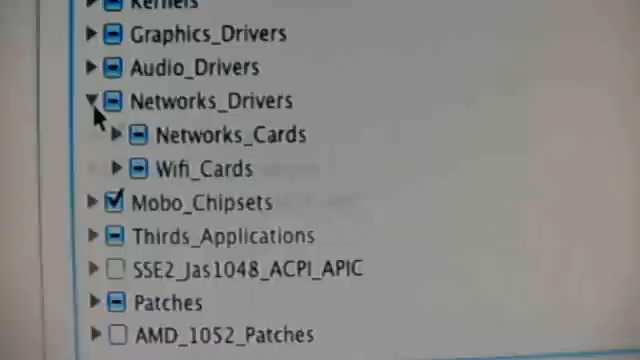 Kernels
Graphics_Drivers
Audio_Drivers
Networks_Drivers
Networks_Cards
Wifi_Cards
Mobo_Chipsets
Thirds_Applications
SSE2_Jas1048_ACPI_APIC
Patches
AMD_1052_Patches